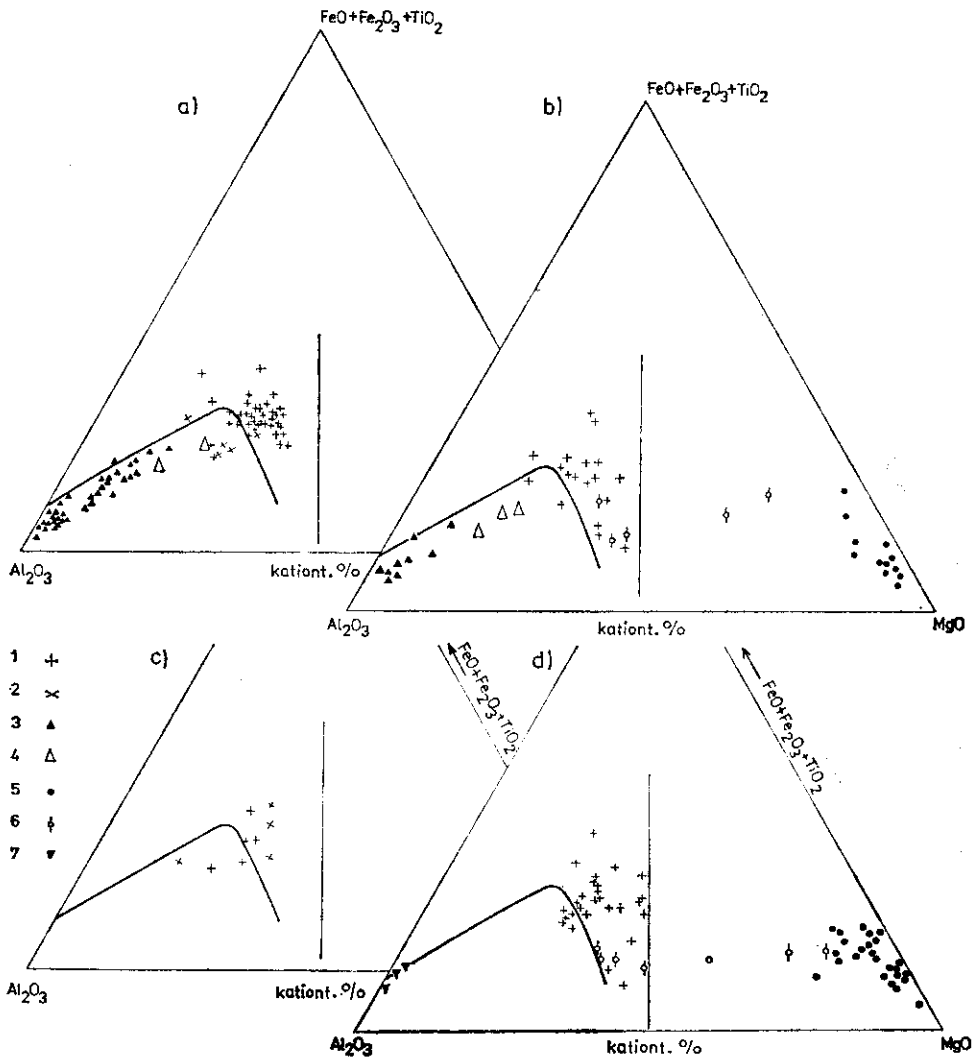 FeO+Fe₂O₃+TiO₂
a)
FeO+Fe₂O₃+TiO₂
b)
Al₂O₃
kationt.%
Al₂O₃
kationt.%
MgO
c)
FeO+Fe₂O₃+TiO₂
d)
FeO+Fe₂O₃+TiO₂
1
2
3
4
5
6
7
Al₂O₃
kationt.%
Al₂O₃
kationt.%
MgO